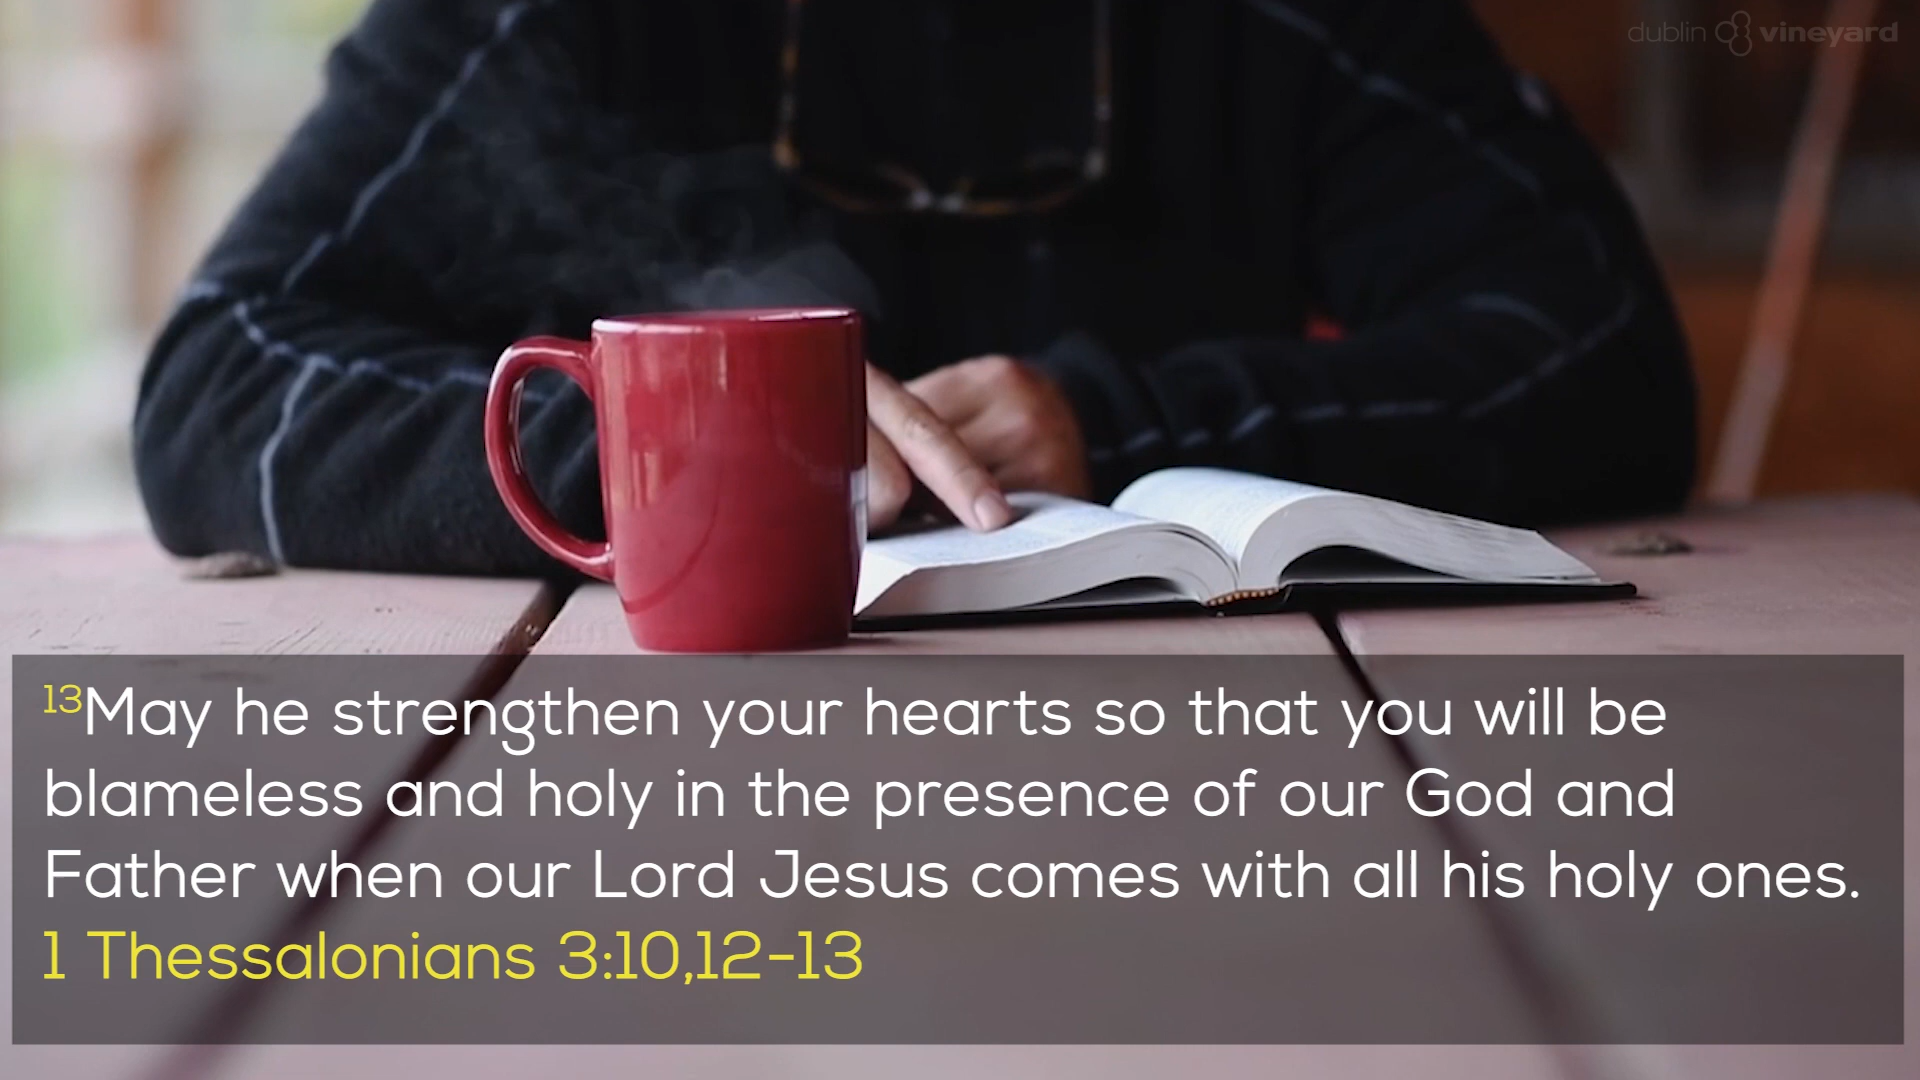 dublin vineyard
13May he strengthen your hearts so that you will be
blameless and holy in the presence of our God and
Father when our Lord Jesus comes with all his holy ones.
1 Thessalonians 3:10,12-13